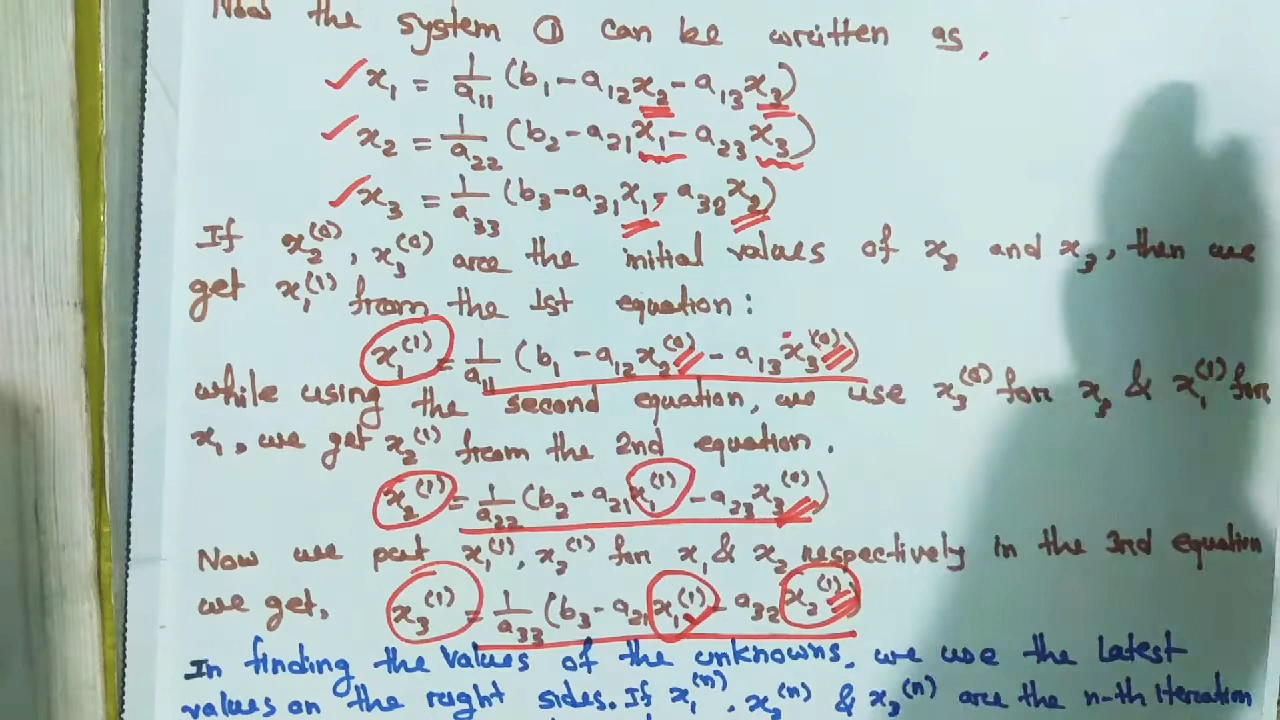 Now the system ① can be written as,
x₁ = 1/a₁₁ (b₁ - a₁₂x₂ - a₁₃x₃)
x₂ = 1/a₂₂ (b₂ - a₂₁x₁ - a₂₃x₃)
x₃ = 1/a₃₃ (b₃ - a₃₁x₁ - a₃₂x₂)
If x₂⁽⁰⁾, x₃⁽⁰⁾ are the initial values of x₂ and x₃, then we
get x₁⁽¹⁾ from the 1st equation:
x₁⁽¹⁾ = 1/a₁₁ (b₁ - a₁₂x₂⁽⁰⁾ - a₁₃x₃⁽⁰⁾)
while using the second equation, we use x₃⁽⁰⁾ for x₃ & x₁⁽¹⁾ for
x₁, we get x₂⁽¹⁾ from the 2nd equation.
x₂⁽¹⁾ = 1/a₂₂ (b₂ - a₂₁x₁⁽¹⁾ - a₂₃x₃⁽⁰⁾)
Now we put x₁⁽¹⁾, x₂⁽¹⁾ for x₁ & x₂ respectively in the 3rd equation
we get, x₃⁽¹⁾ = 1/a₃₃ (b₃ - a₂₁x₁⁽¹⁾ - a₃₂x₂⁽¹⁾)
In finding the values of the unknowns, we use the latest
values on the right sides. If x₁⁽ⁿ⁾, x₂⁽ⁿ⁾ & x₃⁽ⁿ⁾ are the n-th iteration